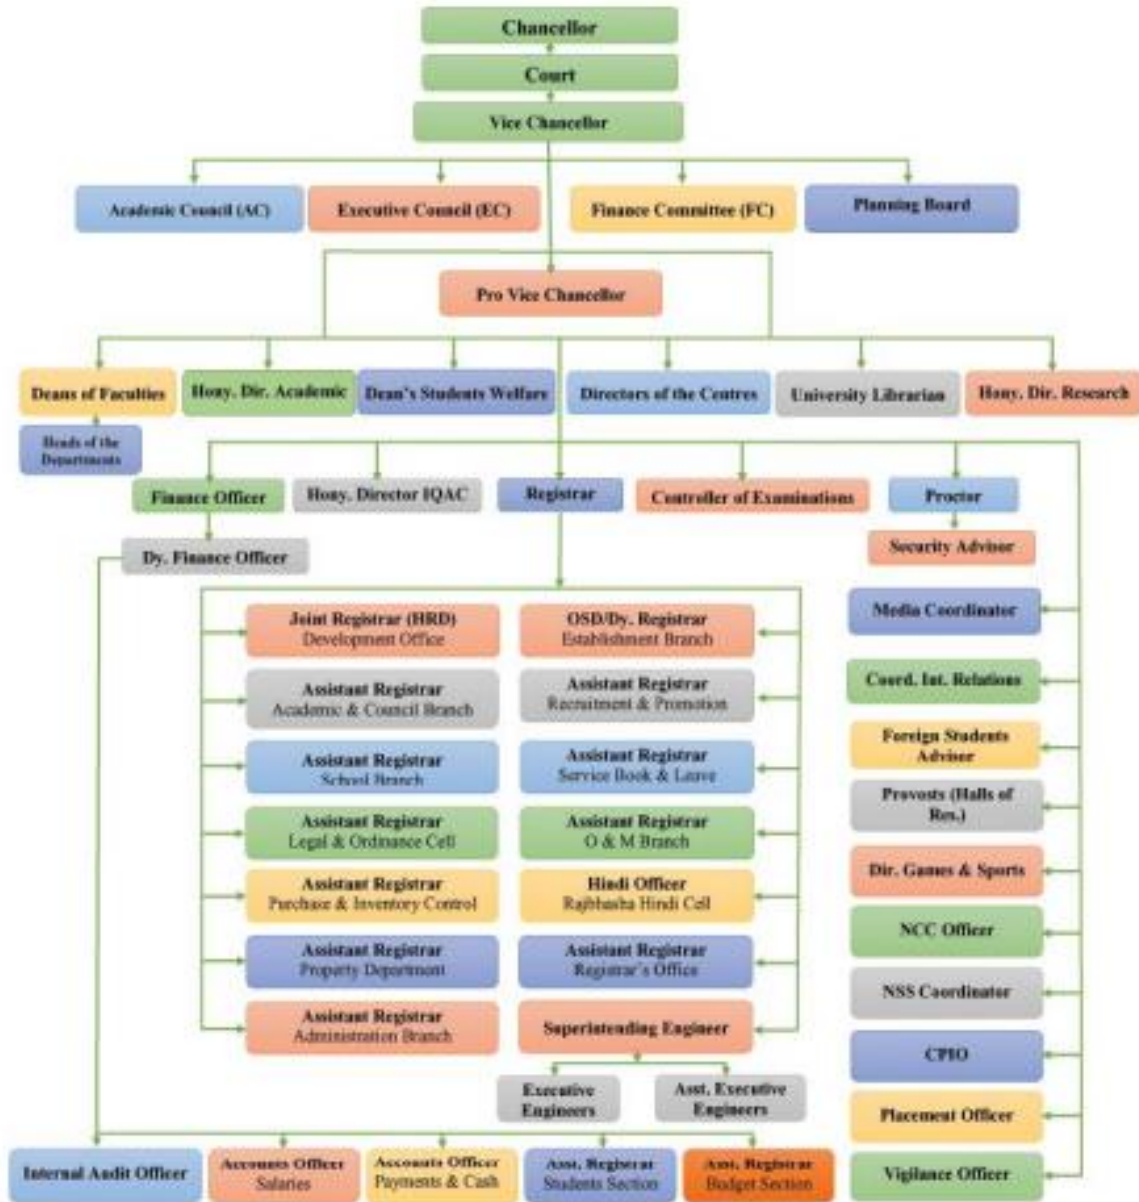 Chancellor
Court
Vice Chancellor
Academic Council (AC)
Executive Council (EC)
Finance Committee (FC)
Planning Board
Pro Vice Chancellor
Deans of Faculties
Hony. Dir. Academic
Dean's Students Welfare
Directors of the Centres
University Librarian
Hony. Dir. Research
Heads of the
Departments
Finance Officer
Hony. Director IQAC
Registrar
Controller of Examinations
Proctor
Dy. Finance Officer
Security Advisor
Joint Registrar (HRD)
Development Office
OSD/Dy. Registrar
Establishment Branch
Media Coordinator
Assistant Registrar
Academic & Council Branch
Assistant Registrar
Recruitment & Promotion
Coord. Int. Relations
Assistant Registrar
School Branch
Assistant Registrar
Service Book & Leave
Foreign Students
Advisor
Provosts (Halls of
Res.)
Assistant Registrar
Legal & Ordinance Cell
Assistant Registrar
O & M Branch
Dir. Games & Sports
Assistant Registrar
Purchase & Inventory Control
Hindi Officer
Rajbhasha Hindi Cell
NCC Officer
Assistant Registrar
Property Department
Assistant Registrar
Registrar's Office
NSS Coordinator
Assistant Registrar
Administration Branch
Superintending Engineer
CPIO
Executive
Engineers
Asst. Executive
Engineers
Placement Officer
Internal Audit Officer
Accounts Officer
Salaries
Accounts Officer
Payments & Cash
Asst. Registrar
Students Section
Asst. Registrar
Budget Section
Vigilance Officer